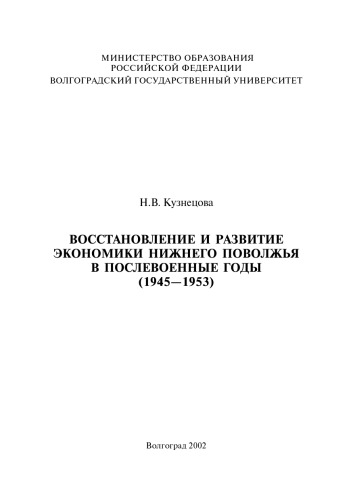 МИНИСТЕРСТВО ОБРАЗОВАНИЯ
РОССИЙСКОЙ ФЕДЕРАЦИИ
ВОЛГОГРАДСКИЙ ГОСУДАРСТВЕННЫЙ УНИВЕРСИТЕТ
Н.В. Кузнецова
ВОССТАНОВЛЕНИЕ И РАЗВИТИЕ
ЭКОНОМИКИ НИЖНЕГО ПОВОЛЖЬЯ
В ПОСЛЕВОЕННЫЕ ГОДЫ
(1945—1953)
Волгоград 2002